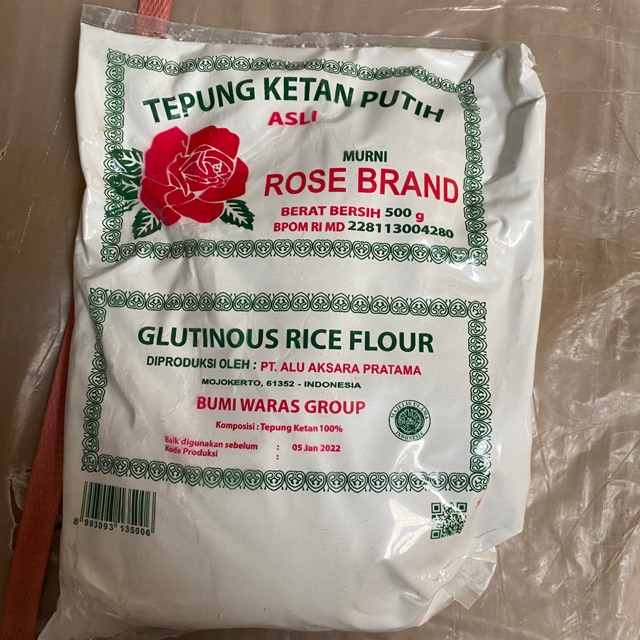 TEPUNG KETAN PUTIH
ASLI
MURNI
ROSE BRAND
BERAT BERSIH 500 g
BPOM RI MD 228113004280
GLUTINOUS RICE FLOUR
DIPRODUKSI OLEH : PT. ALU AKSARA PRATAMA
MOJOKERTO, 61352 - INDONESIA
BUMI WARAS GROUP
Komposisi : Tepung Ketan 100%
Baik digunakan sebelum : 05 Jan 2022
Kode Produksi :
8 993093 135006